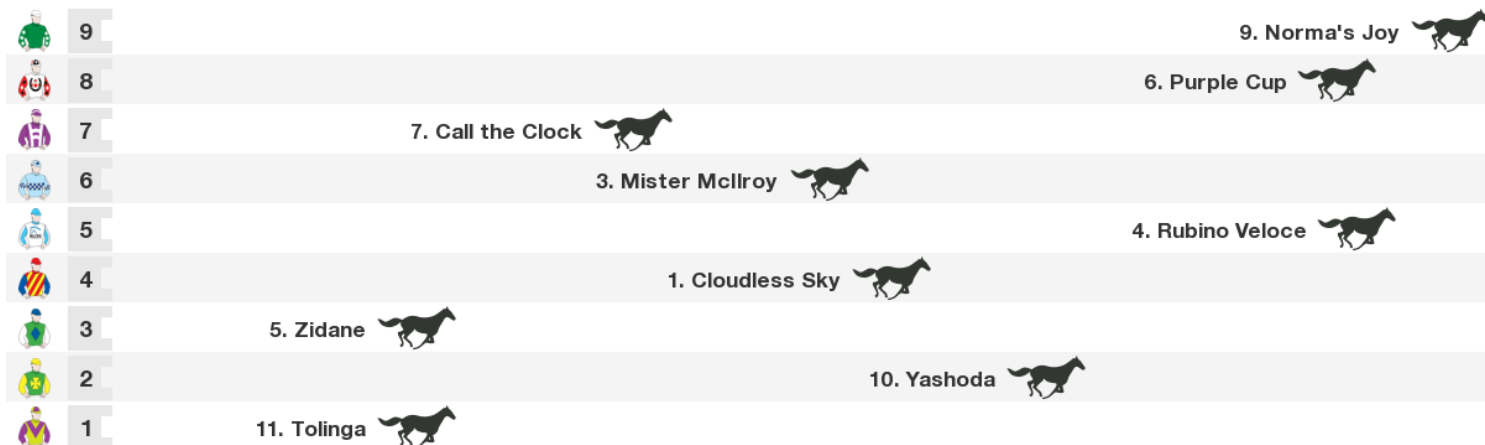 9 9. Norma's Joy
8 6. Purple Cup
7 7. Call the Clock
6 3. Mister McIlroy
5 4. Rubino Veloce
4 1. Cloudless Sky
3 5. Zidane
2 10. Yashoda
1 11. Tolinga